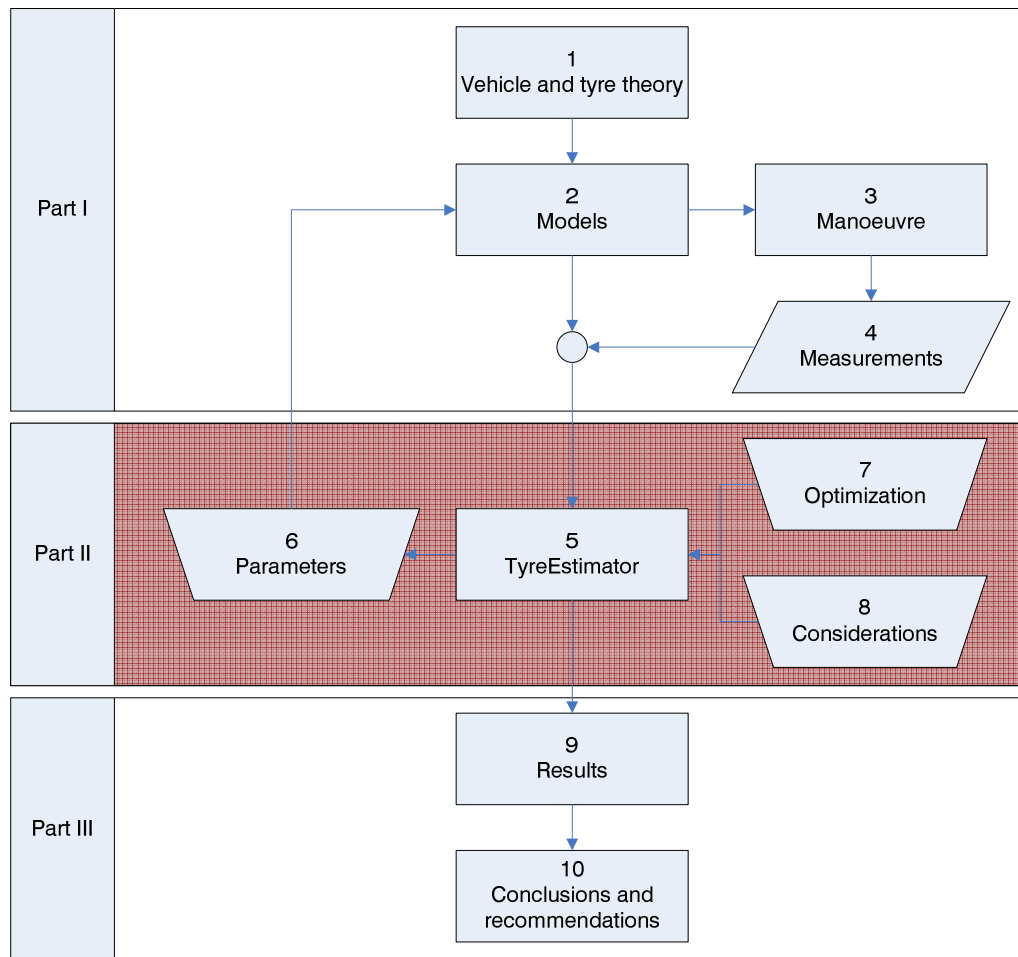 Part I
1
Vehicle and tyre theory
2
Models
3
Manoeuvre
4
Measurements
Part II
5
TyreEstimator
6
Parameters
7
Optimization
8
Considerations
Part III
9
Results
10
Conclusions and
recommendations